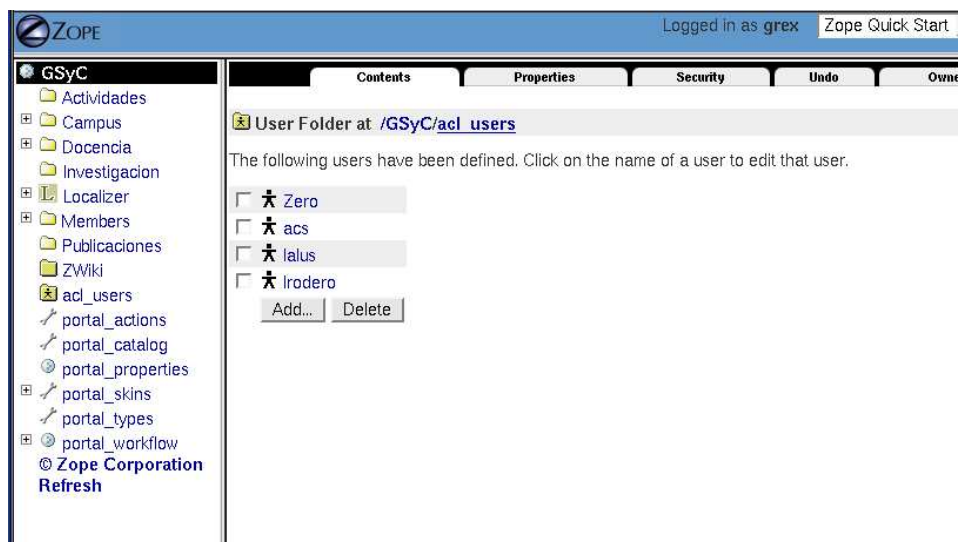 ZOPE
Logged in as grex
Zope Quick Start
GSyC
Actividades
Campus
Docencia
Investigacion
L Localizer
Members
Publicaciones
ZWiki
acl_users
portal_actions
portal_catalog
portal_properties
portal_skins
portal_types
portal_workflow
© Zope Corporation
Refresh
Contents
Properties
Security
Undo
User Folder at /GSyC/acl_users
The following users have been defined. Click on the name of a user to edit that user.
Zero
acs
lalus
lrodero
Add...
Delete